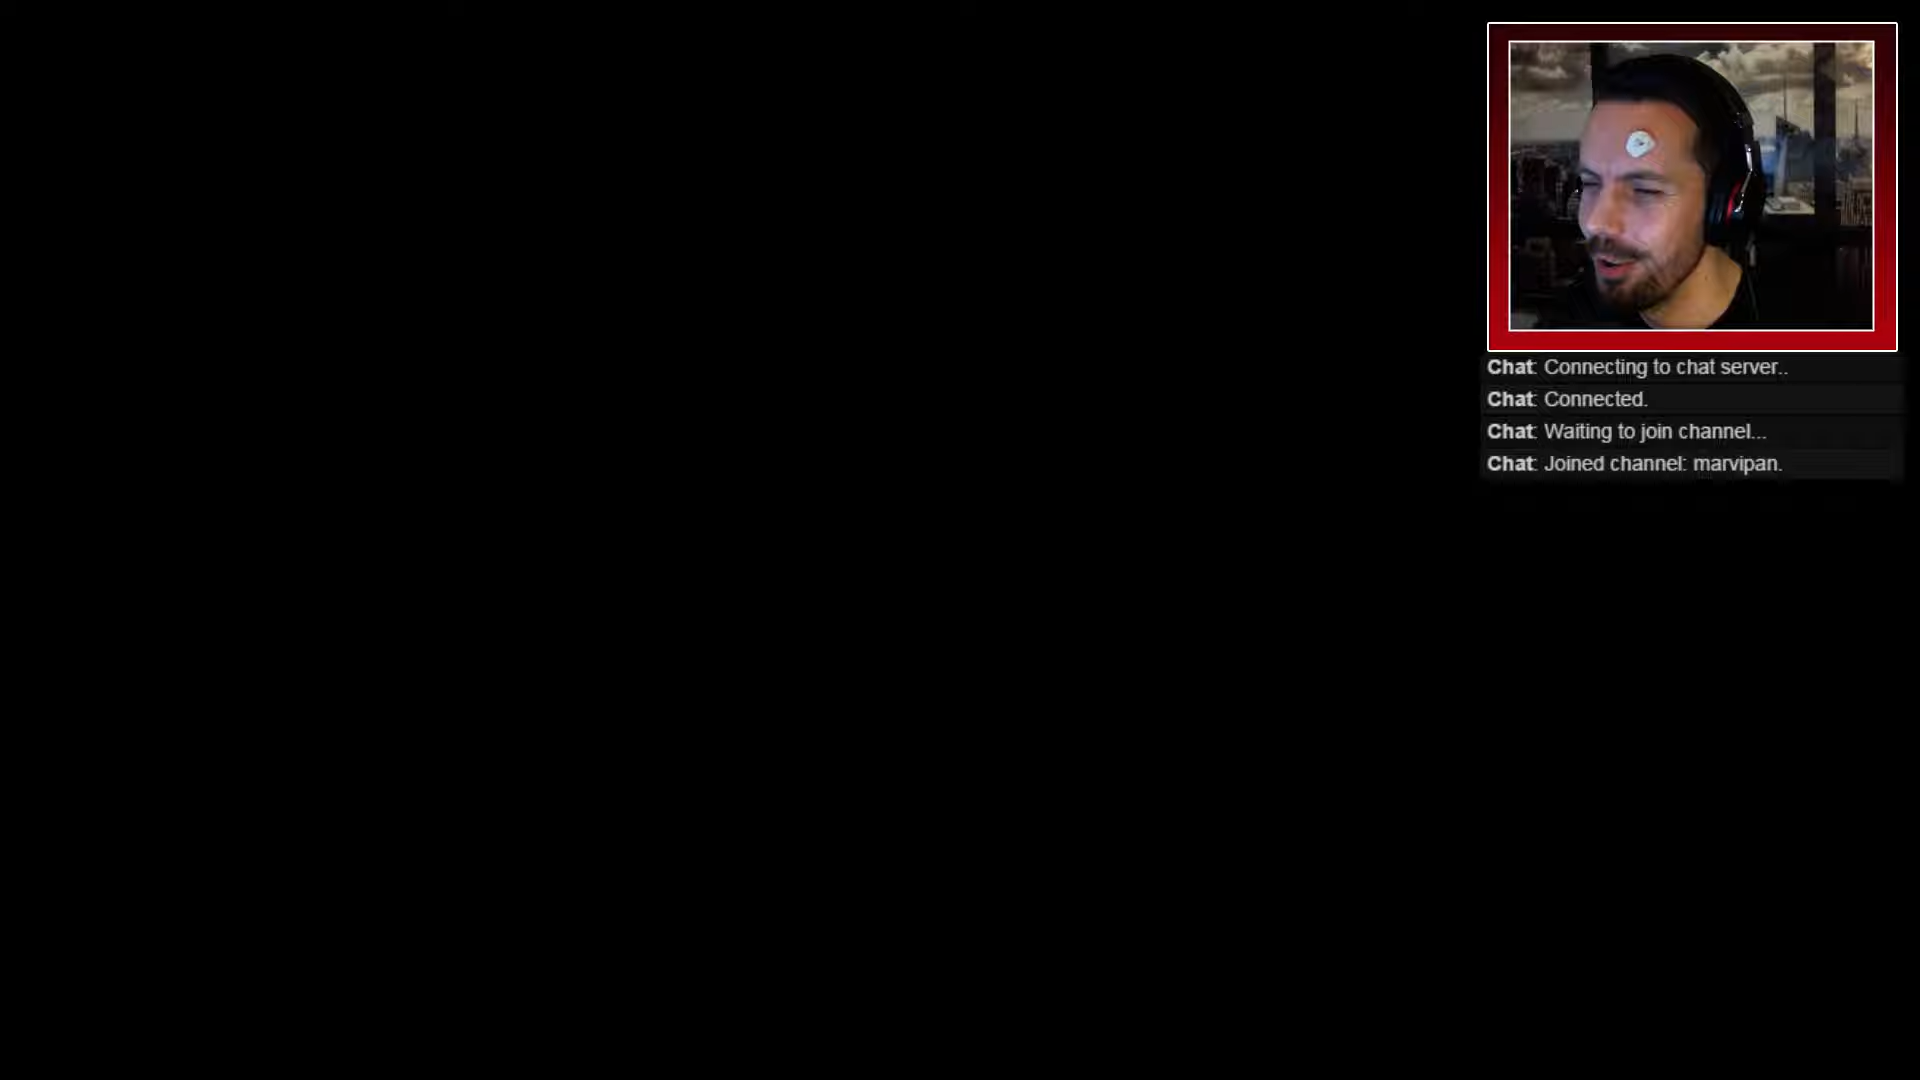 Chat: Connecting to chat server..
Chat: Connected.
Chat: Waiting to join channel...
Chat: Joined channel: marvipan.